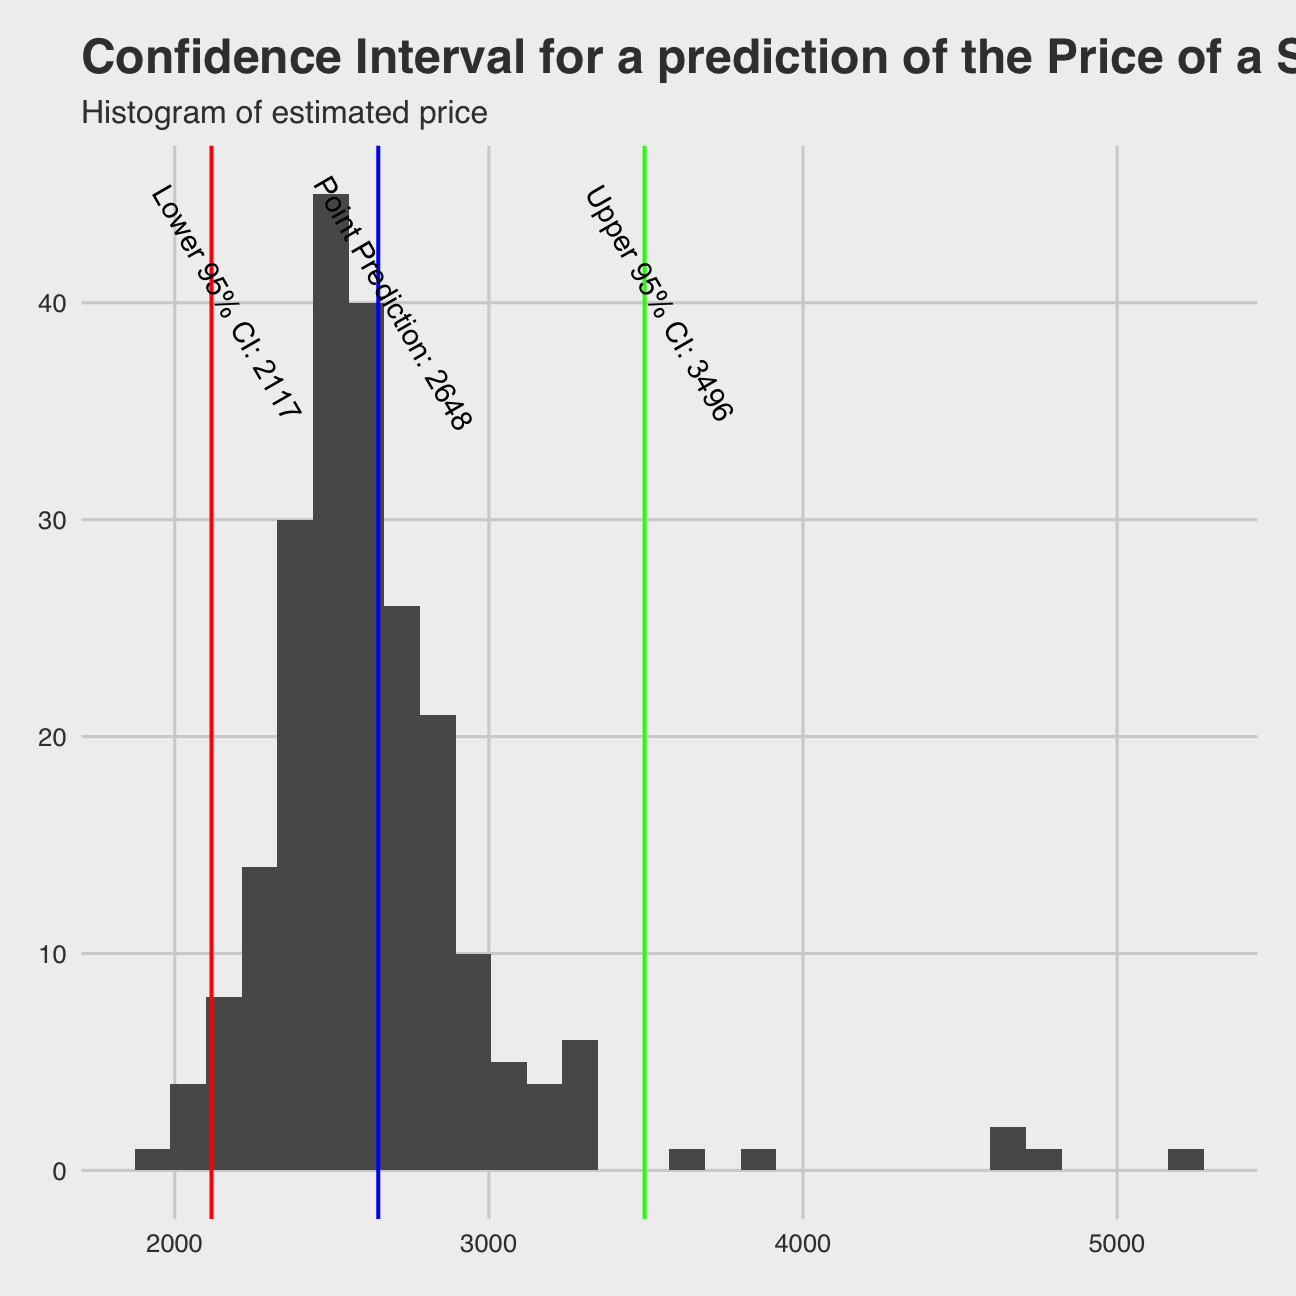 Confidence Interval for a prediction of the Price of a S
Histogram of estimated price
Lower 95% CI: 2117
Point Prediction: 2648
Upper 95% CI: 3496
40
30
20
10
0
2000 3000 4000 5000